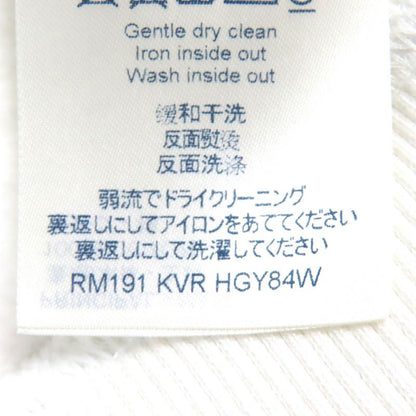 Gentle dry clean
Iron inside out
Wash inside out
缓和干洗
反面熨烫
反面洗涤
弱流でドライクリーニング
裏返しにしてアイロンをあててください
裏返しにして洗濯してください
RM191 KVR HGY84W